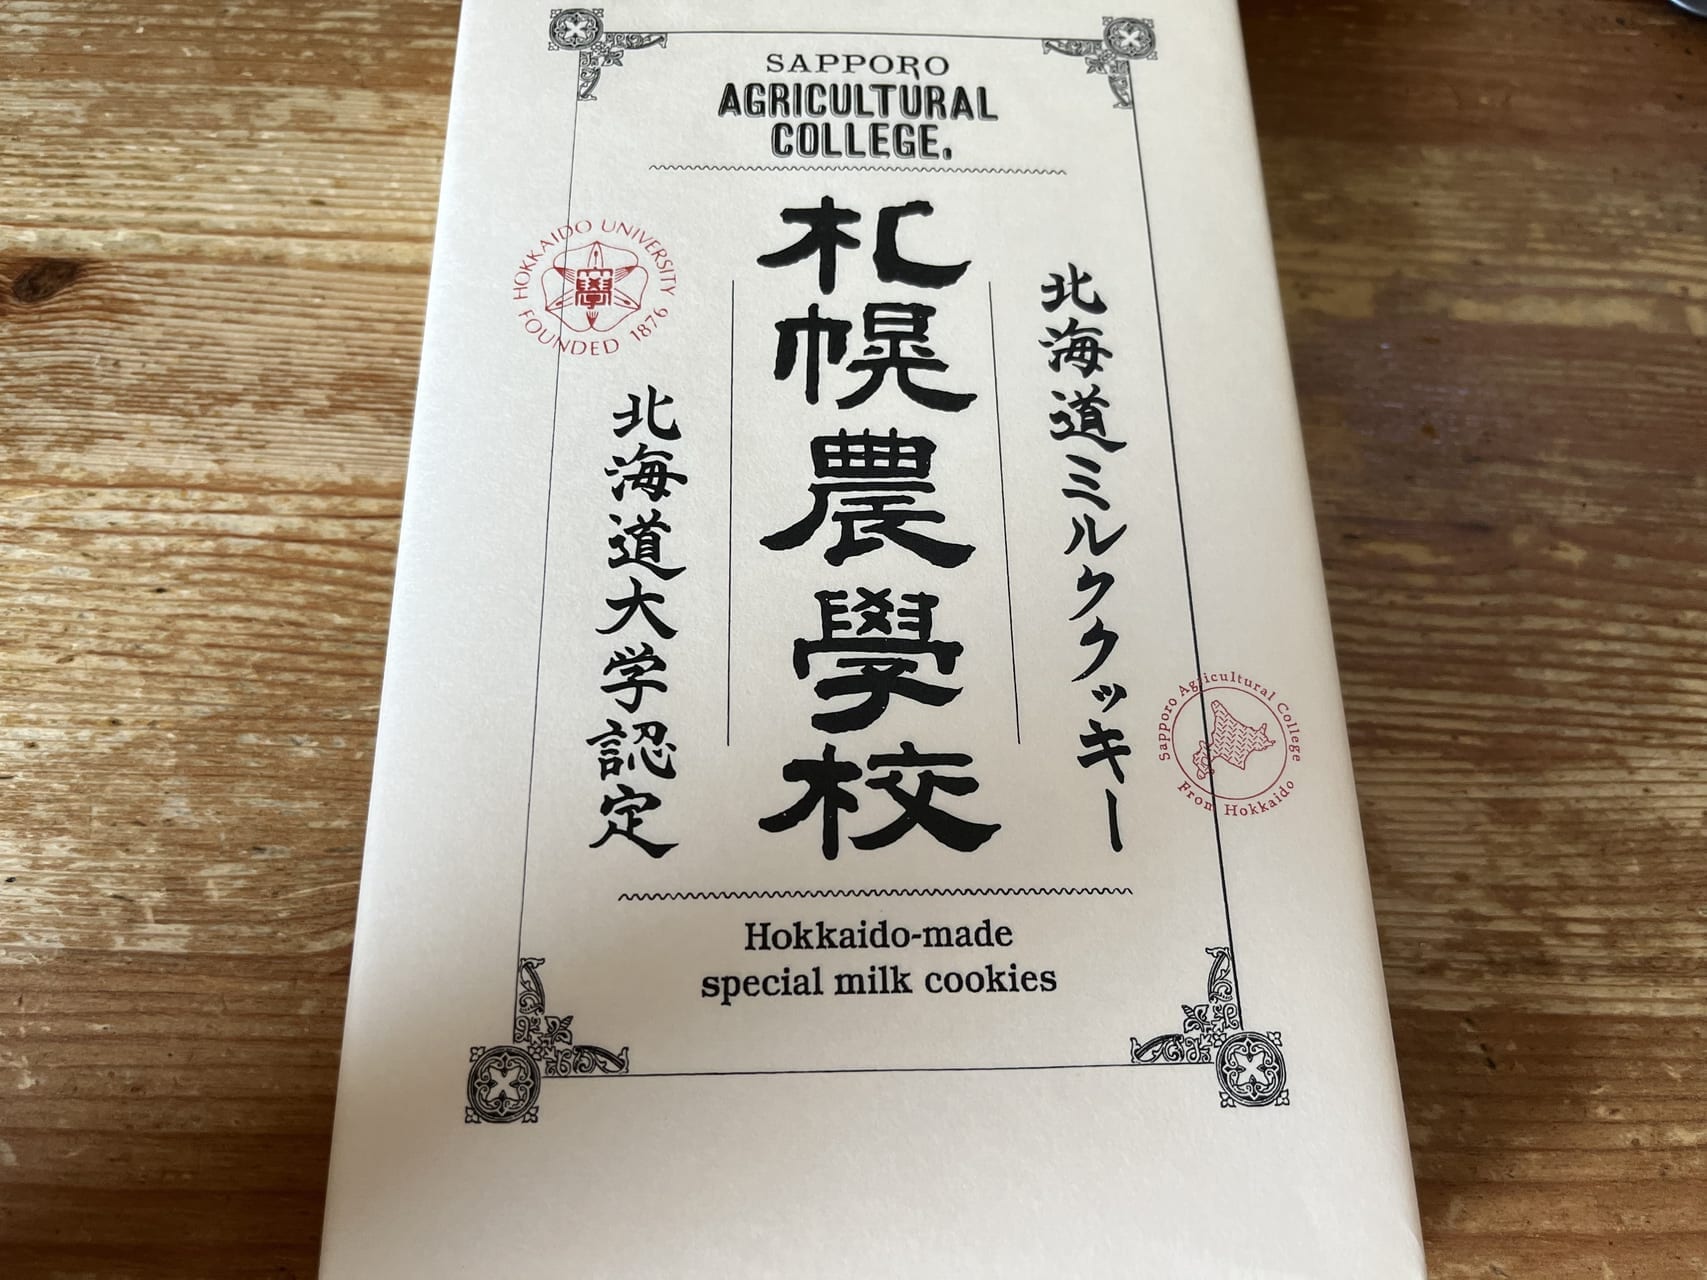 SAPPORO
AGRICULTURAL
COLLEGE.
北海道ミルククッキー
札幌農學校
北海道大学認定
HOKKAIDO UNIVERSITY
FOUNDED 1876
學
Sapporo Agricultural College
From Hokkaido
Hokkaido-made
special milk cookies